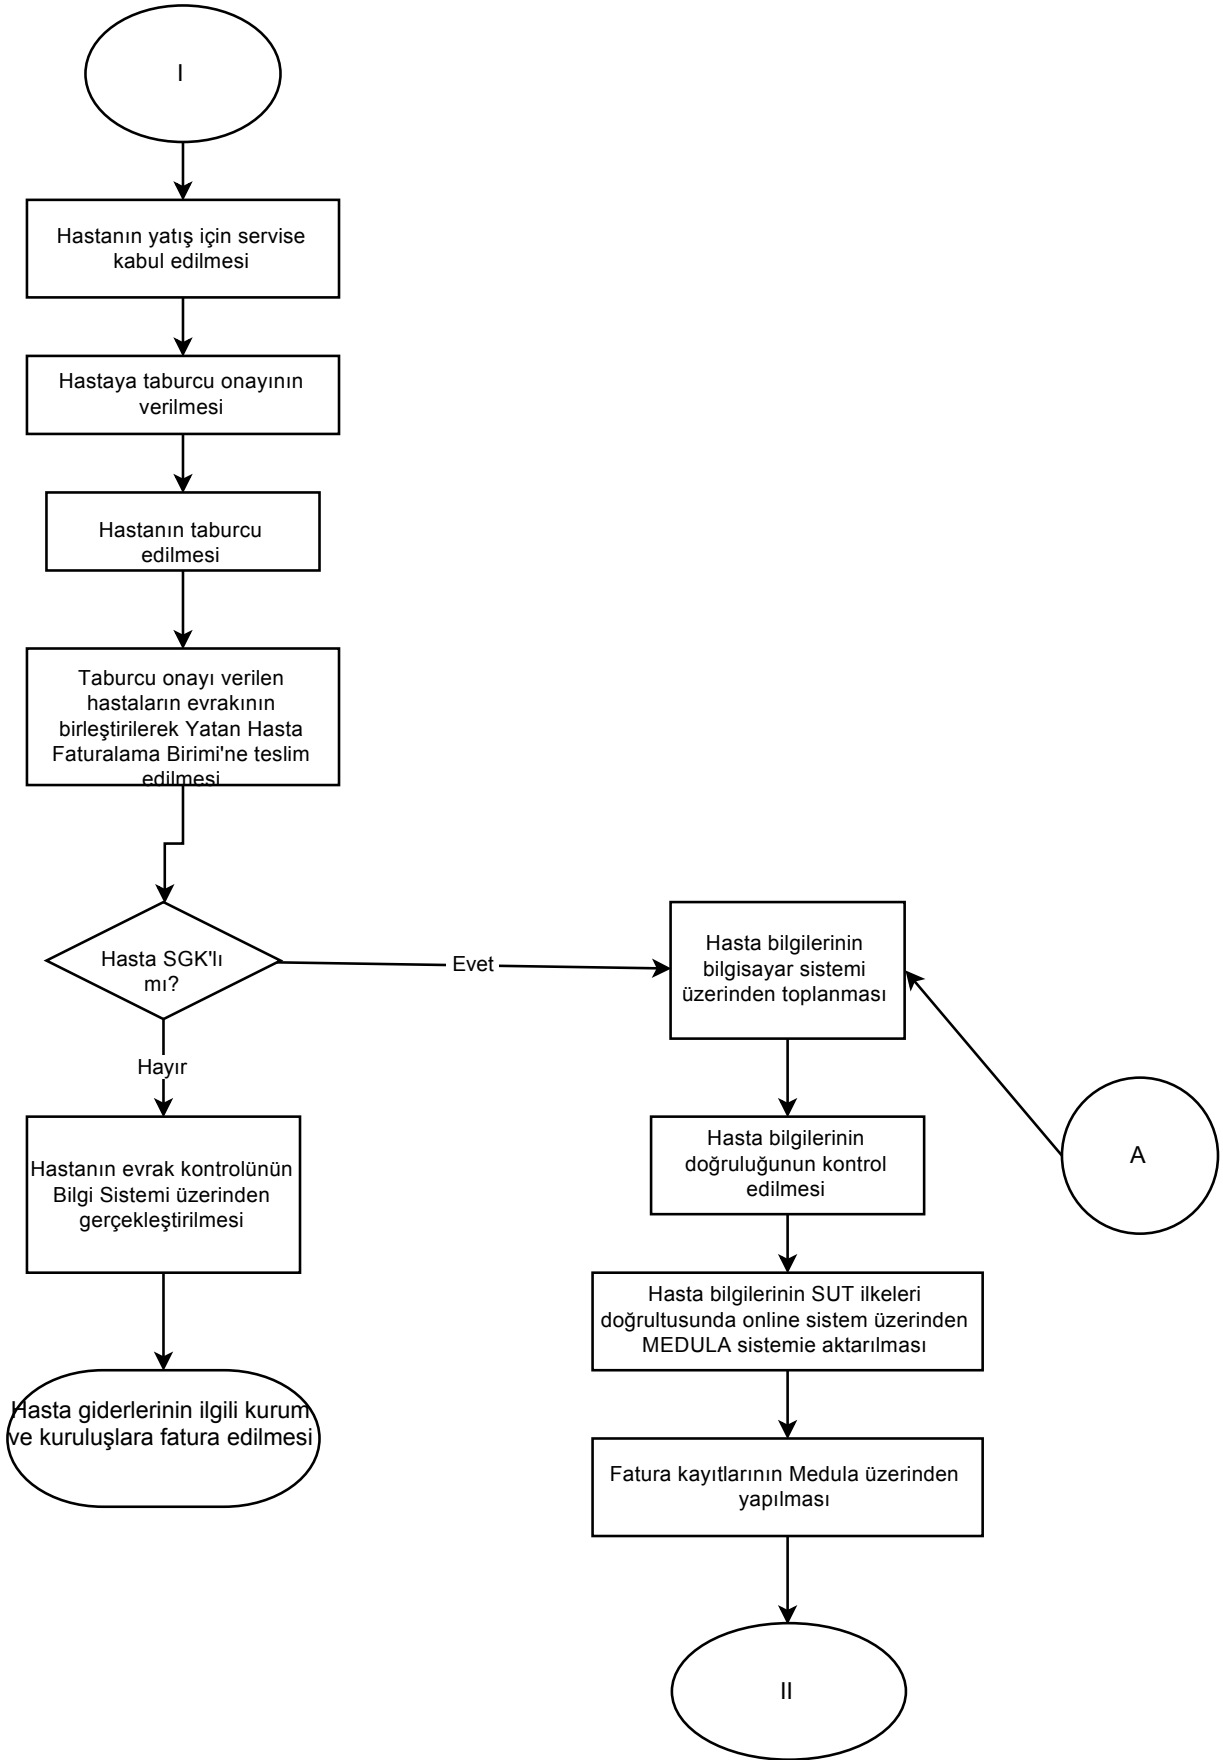 I
Hastanın yatış için servise
kabul edilmesi
Hastaya taburcu onayının
verilmesi
Hastanın taburcu
edilmesi
Taburcu onayı verilen
hastaların evrakının
birleştirilerek Yatan Hasta
Faturalama Birimi'ne teslim
edilmesi
Hasta SGK'lı
mı?
Evet
Hayır
Hastanın evrak kontrolünün
Bilgi Sistemi üzerinden
gerçekleştirilmesi
Hasta giderlerinin ilgili kurum
ve kuruluşlara fatura edilmesi
Hasta bilgilerinin
bilgisayar sistemi
üzerinden toplanması
A
Hasta bilgilerinin
doğruluğunun kontrol
edilmesi
Hasta bilgilerinin SUT ilkeleri
doğrultusunda online sistem üzerinden
MEDULA sistemie aktarılması
Fatura kayıtlarının Medula üzerinden
yapılması
II